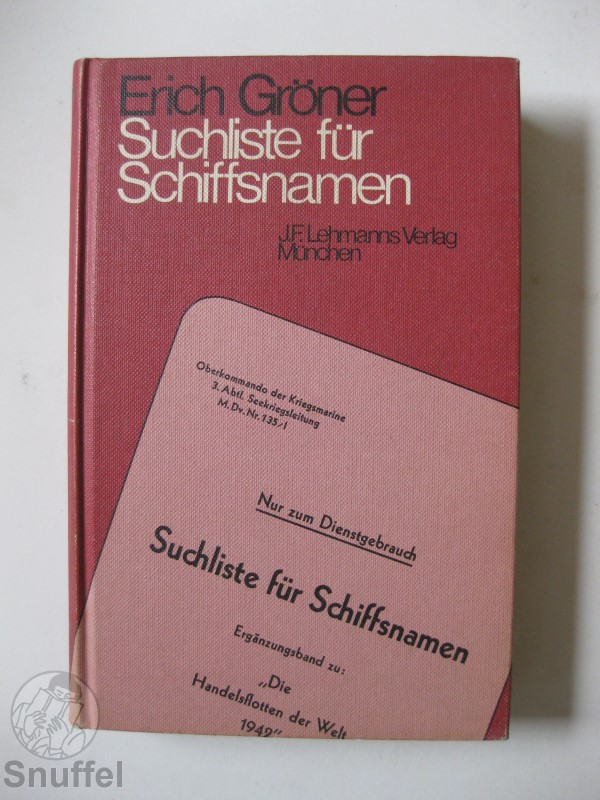 Erich Gröner
Suchliste für
Schiffsnamen
J.F. Lehmanns Verlag
München
Oberkommando der Kriegsmarine
3. Abtl. Seekriegsleitung
M. Dv. Nr. 135/I
Nur zum Dienstgebrauch
Suchliste für Schiffsnamen
Ergänzungsband zu:
„Die
Handelsflotten der Welt
1942"
Snuffel